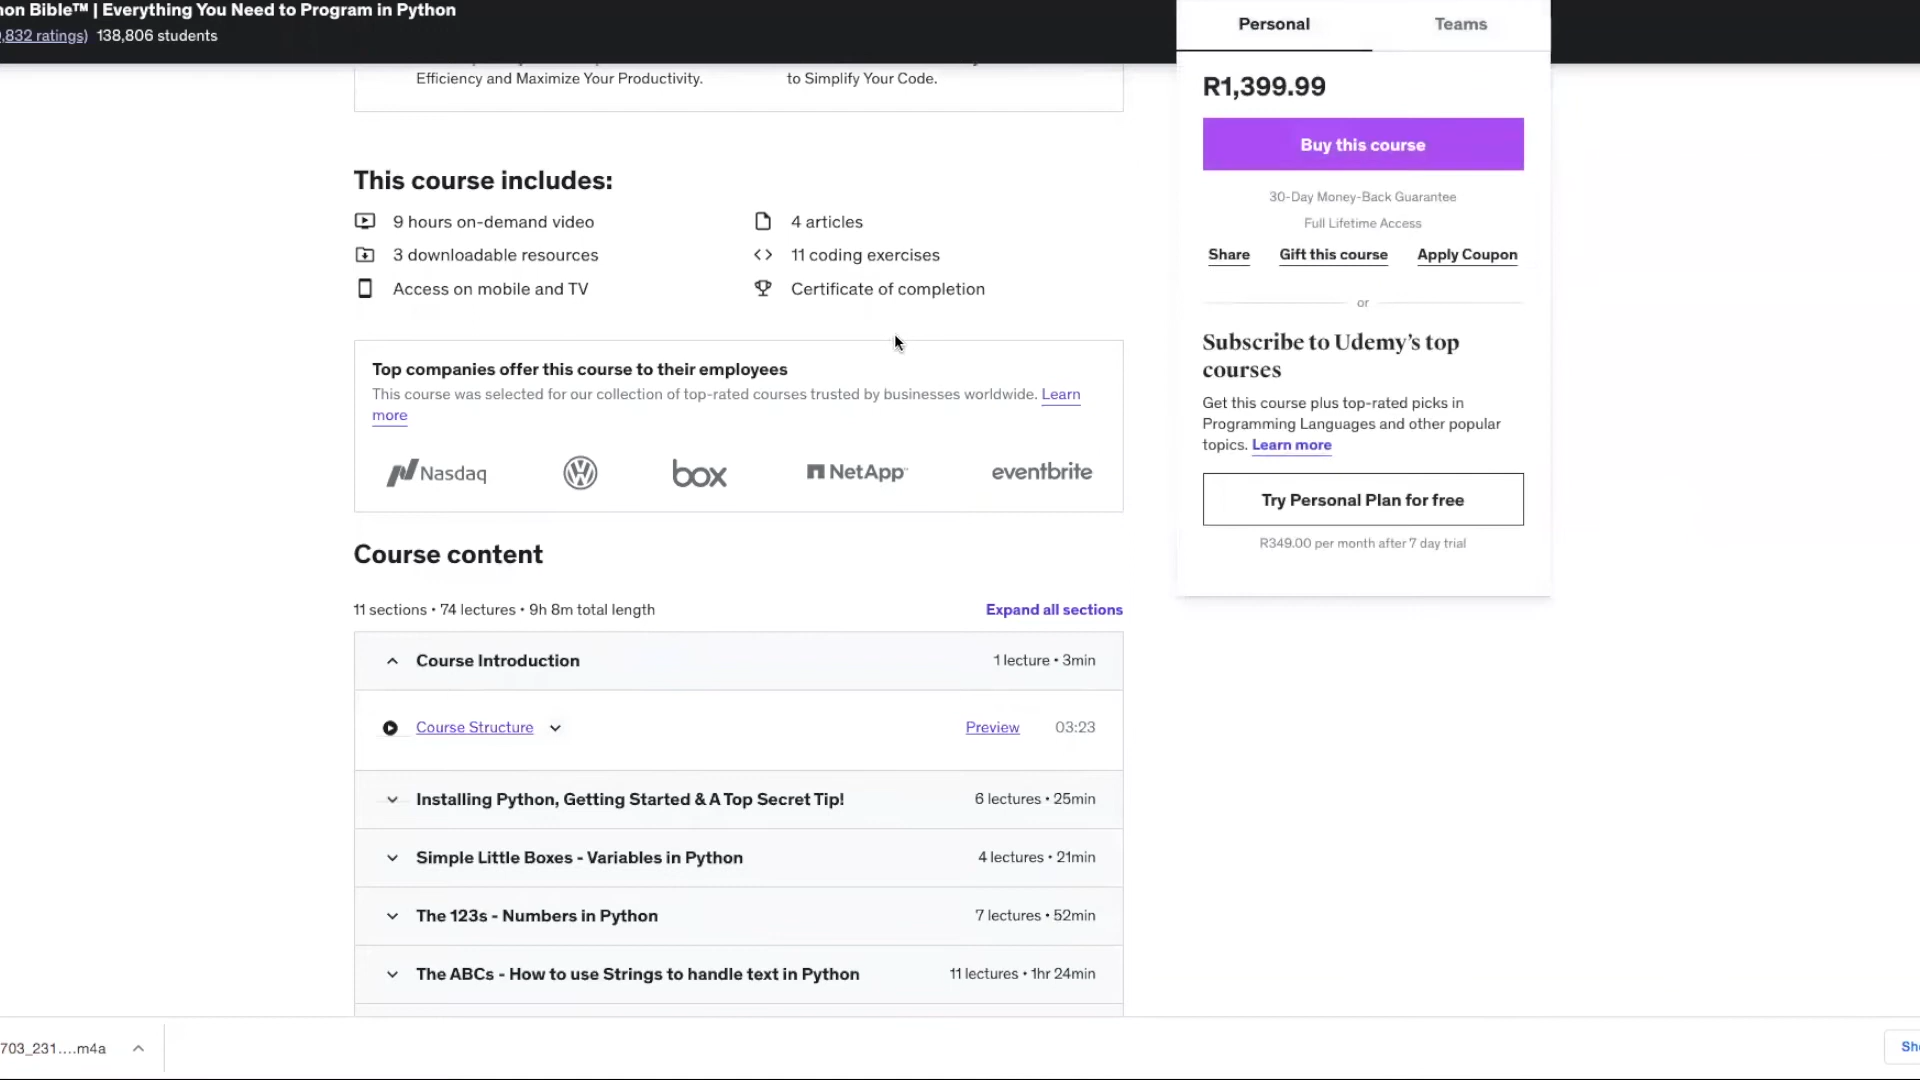 on Bible™ | Everything You Need to Program in Python
,832 ratings) 138,806 students
Efficiency and Maximize Your Productivity.
to Simplify Your Code.
This course includes:
9 hours on-demand video
4 articles
3 downloadable resources
11 coding exercises
Access on mobile and TV
Certificate of completion
Top companies offer this course to their employees
This course was selected for our collection of top-rated courses trusted by businesses worldwide. Learn
more
Nasdaq
box
NetApp
eventbrite
Course content
11 sections • 74 lectures • 9h 8m total length
Expand all sections
Course Introduction
1 lecture • 3min
Course Structure
Preview
03:23
Installing Python, Getting Started & A Top Secret Tip!
6 lectures • 25min
Simple Little Boxes - Variables in Python
4 lectures • 21min
The 123s - Numbers in Python
7 lectures • 52min
The ABCs - How to use Strings to handle text in Python
11 lectures • 1hr 24min
Personal
Teams
R1,399.99
Buy this course
30-Day Money-Back Guarantee
Full Lifetime Access
Share
Gift this course
Apply Coupon
or
Subscribe to Udemy’s top
courses
Get this course plus top-rated picks in
Programming Languages and other popular
topics. Learn more
Try Personal Plan for free
R349.00 per month after 7 day trial
703_231....m4a
Sh